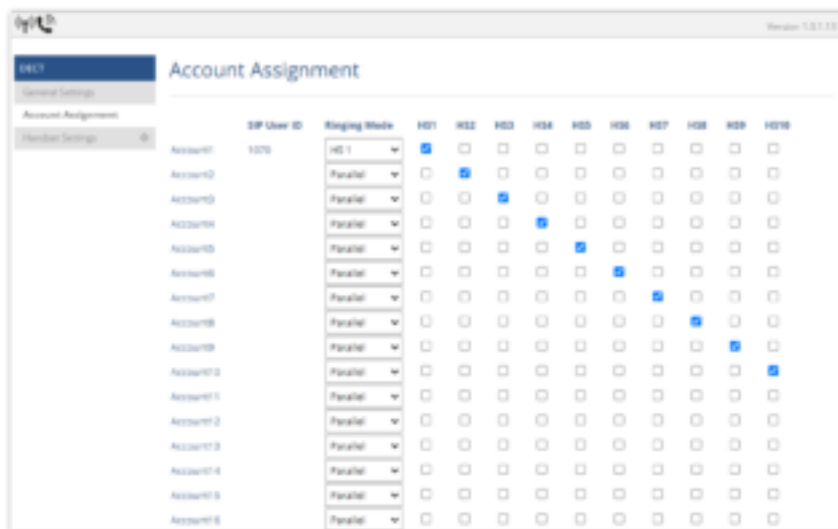 Version 1.0.1.15
DECT
General Settings
Account Assignment
Handset Settings
Account Assignment
SIP User ID Ringing Mode HS1 HS2 HS3 HS4 HS5 HS6 HS7 HS8 HS9 HS10
Account1 1070 HS 1
Account2 Parallel
Account3 Parallel
Account4 Parallel
Account5 Parallel
Account6 Parallel
Account7 Parallel
Account8 Parallel
Account9 Parallel
Account10 Parallel
Account11 Parallel
Account12 Parallel
Account13 Parallel
Account14 Parallel
Account15 Parallel
Account16 Parallel